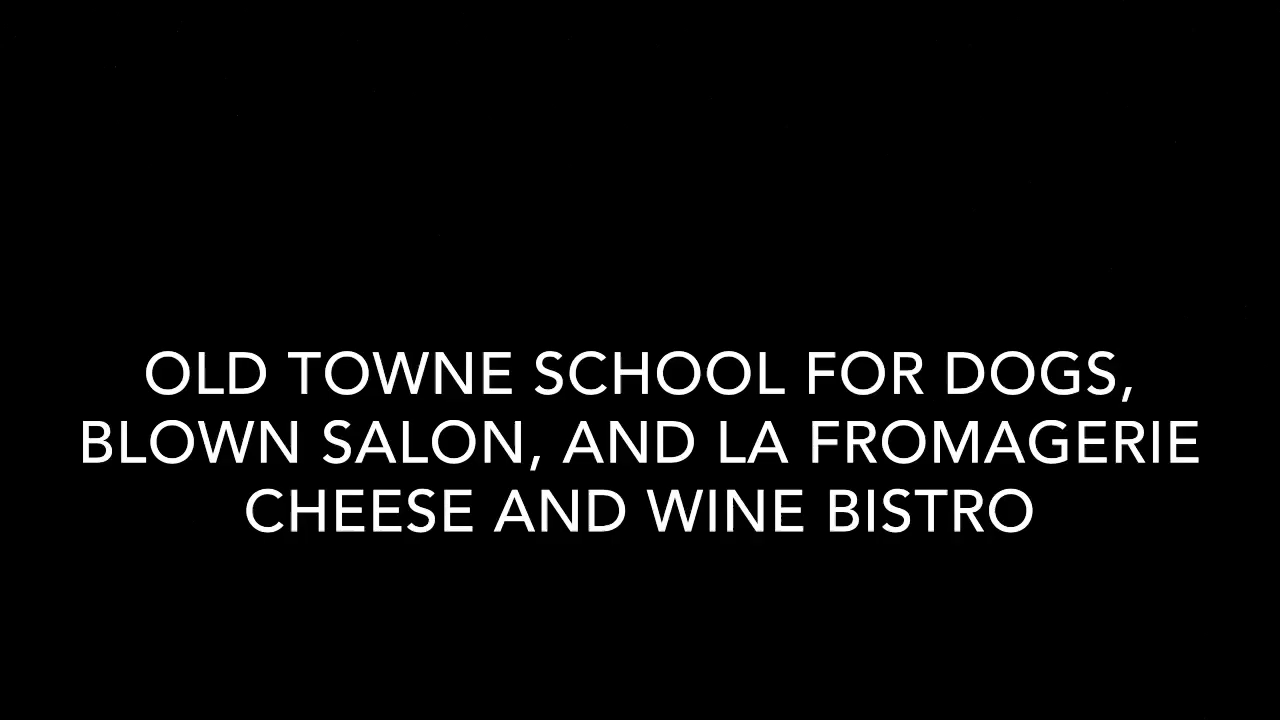 OLD TOWNE SCHOOL FOR DOGS,
BLOWN SALON, AND LA FROMAGERIE
CHEESE AND WINE BISTRO